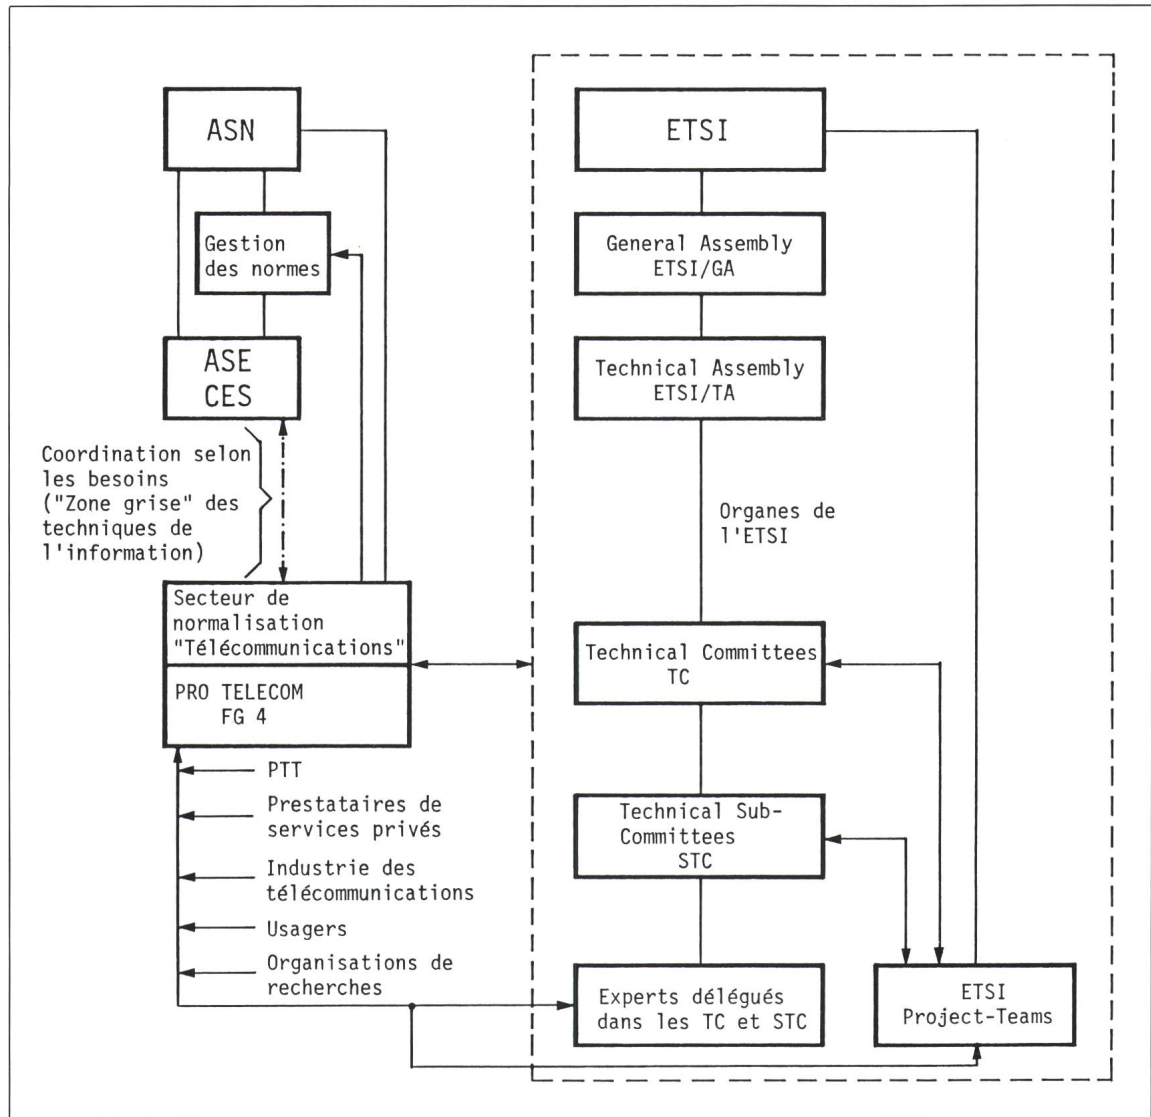 ASN
Gestion
des normes
ASE
CES
Coordination selon
les besoins
("Zone grise" des
techniques de
l'information)
Secteur de
normalisation
"Télécommunications"
PRO TELECOM
FG 4
PTT
Prestataires de
services privés
Industrie des
télécommunications
Usagers
Organisations de
recherches
ETSI
General Assembly
ETSI/GA
Technical Assembly
ETSI/TA
Organes de
l'ETSI
Technical Committees
TC
Technical Sub-
Committees
STC
Experts délégués
dans les TC et STC
ETSI
Project-Teams